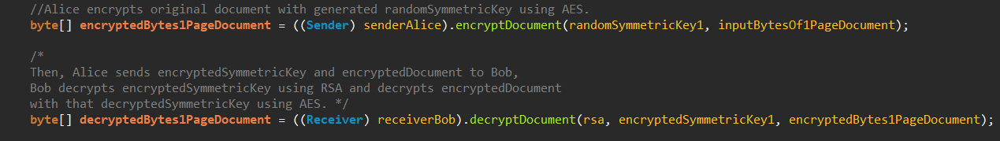 //Alice encrypts original document with generated randomSymmetricKey using AES.
byte[] encryptedBytes1PageDocument = ((Sender) senderAlice).encryptDocument(randomSymmetricKey1, inputBytesOf1PageDocument);
/*
Then, Alice sends encryptedSymmetricKey and encryptedDocument to Bob,
Bob decrypts encryptedSymmetricKey using RSA and decrypts encryptedDocument
with that decryptedSymmetricKey using AES. */
byte[] decryptedBytes1PageDocument = ((Receiver) receiverBob).decryptDocument(rsa, encryptedSymmetricKey1, encryptedBytes1PageDocument);